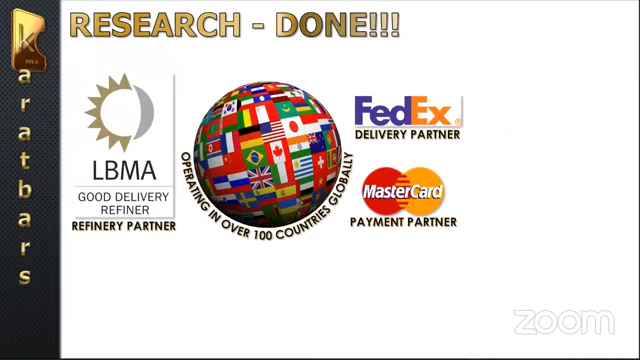 RESEARCH - DONE!!!
K
999.9
aratbars
LBMA
GOOD DELIVERY
REFINER
REFINERY PARTNER
OPERATING IN OVER 100 COUNTRIES GLOBALLY
FedEx®
DELIVERY PARTNER
MasterCard
PAYMENT PARTNER
zoom